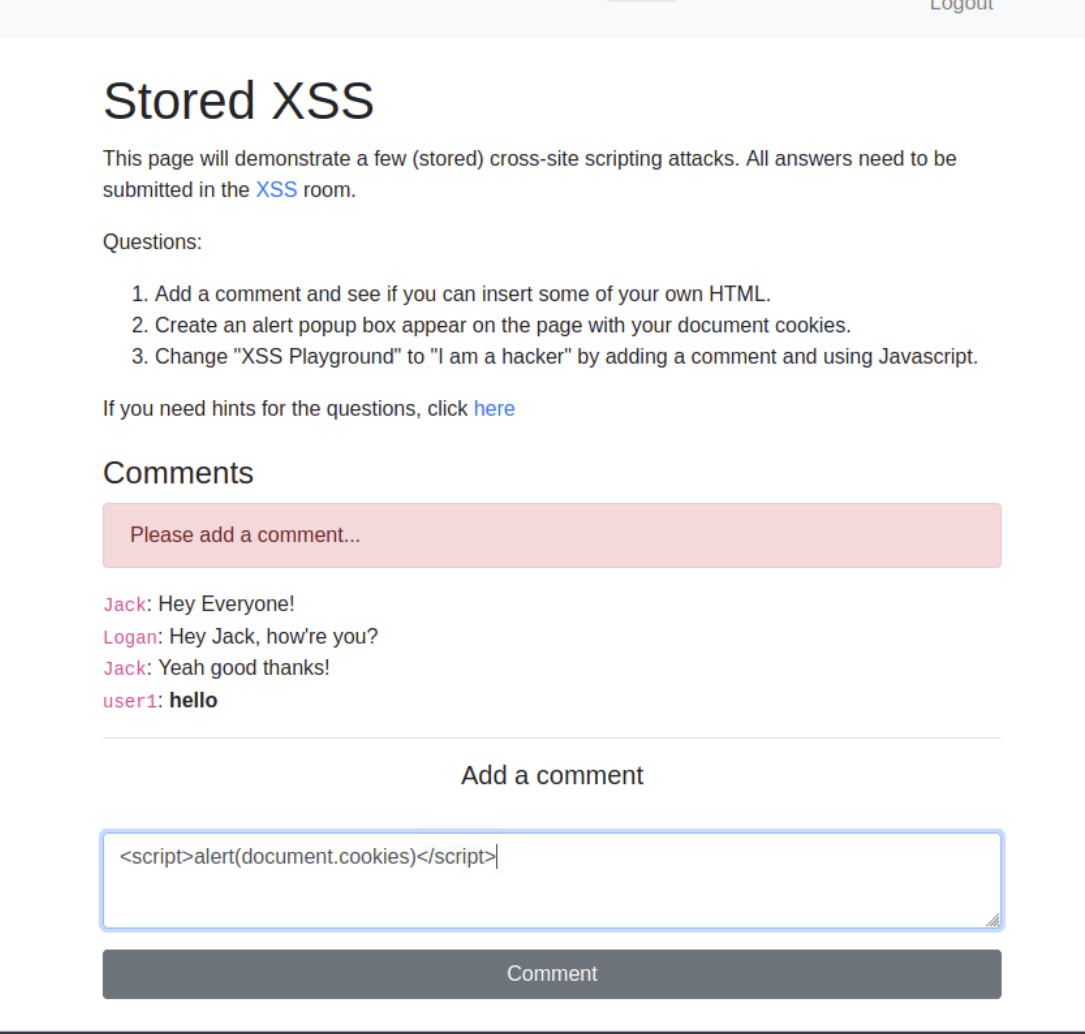 Logout
Stored XSS
This page will demonstrate a few (stored) cross-site scripting attacks. All answers need to be
submitted in the XSS room.
Questions:
1. Add a comment and see if you can insert some of your own HTML.
2. Create an alert popup box appear on the page with your document cookies.
3. Change "XSS Playground" to "I am a hacker" by adding a comment and using Javascript.
If you need hints for the questions, click here
Comments
Please add a comment...
Jack: Hey Everyone!
Logan: Hey Jack, how're you?
Jack: Yeah good thanks!
user1: hello
Add a comment
<script>alert(document.cookies)</script>
Comment